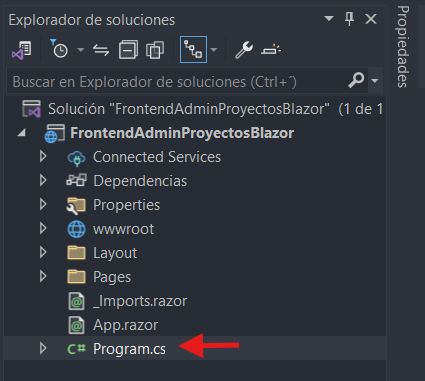 Explorador de soluciones
Propiedades
Buscar en Explorador de soluciones (Ctrl+´)
Solución "FrontendAdminProyectosBlazor" (1 de 1
FrontendAdminProyectosBlazor
Connected Services
Dependencias
Properties
wwwroot
Layout
Pages
_Imports.razor
App.razor
C# Program.cs